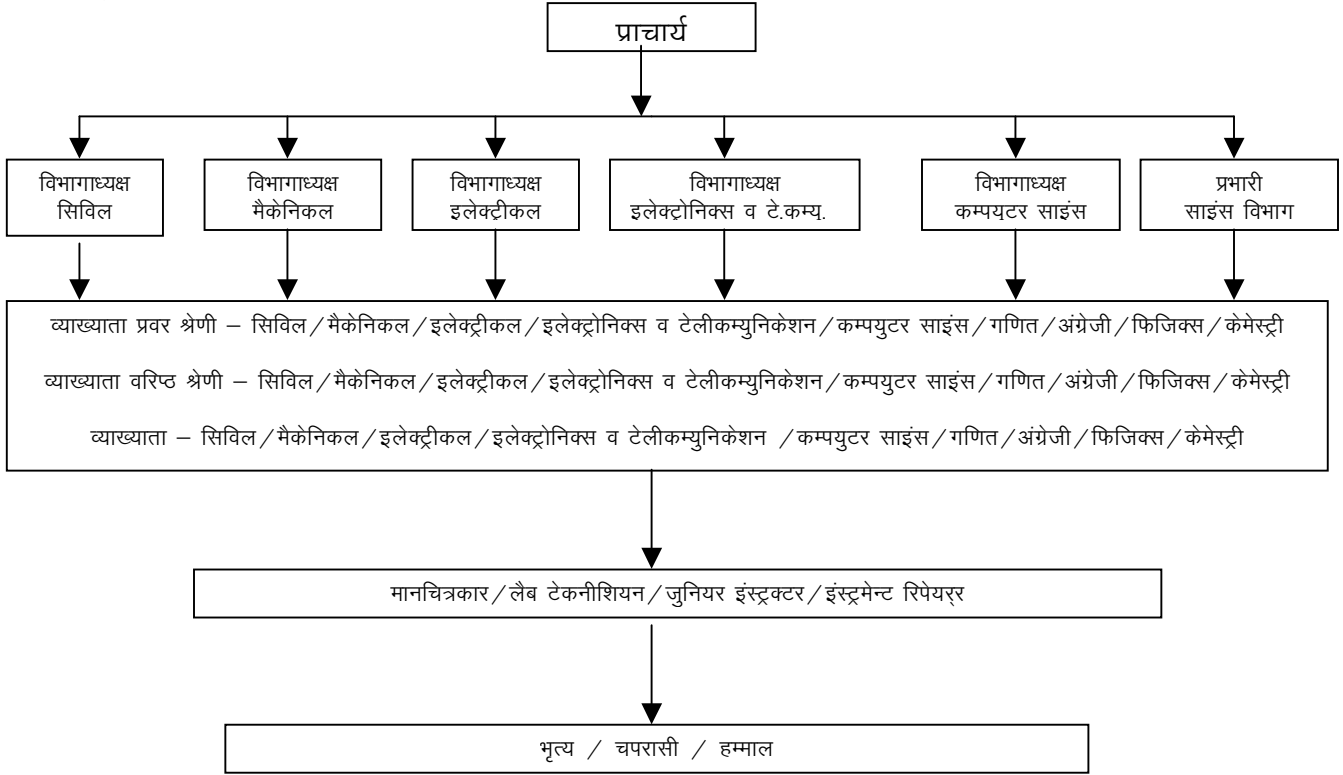 प्राचार्य
विभागाध्यक्ष
सिविल
विभागाध्यक्ष
मैकेनिकल
विभागाध्यक्ष
इलेक्ट्रीकल
विभागाध्यक्ष
इलेक्ट्रोनिक्स व टे.कम्यू.
विभागाध्यक्ष
कम्पयुटर साइंस
प्रभारी
साइंस विभाग
व्याख्याता प्रवर श्रेणी – सिविल/मैकेनिकल/इलेक्ट्रीकल/इलेक्ट्रोनिक्स व टेलीकम्युनिकेशन/कम्पयुटर साइंस/गणित/अंग्रेजी/फिजिक्स/केमेस्ट्री
व्याख्याता वरिष्ठ श्रेणी – सिविल/मैकेनिकल/इलेक्ट्रीकल/इलेक्ट्रोनिक्स व टेलीकम्युनिकेशन/कम्पयुटर साइंस/गणित/अंग्रेजी/फिजिक्स/केमेस्ट्री
व्याख्याता – सिविल/मैकेनिकल/इलेक्ट्रीकल/इलेक्ट्रोनिक्स व टेलीकम्युनिकेशन /कम्पयुटर साइंस/गणित/अंग्रेजी/फिजिक्स/केमेस्ट्री
मानचित्रकार/लैब टेकनीशियन/जुनियर इंस्ट्रक्टर/इंस्ट्रमेन्ट रिपेयर्र
भृत्य / चपरासी / हम्माल